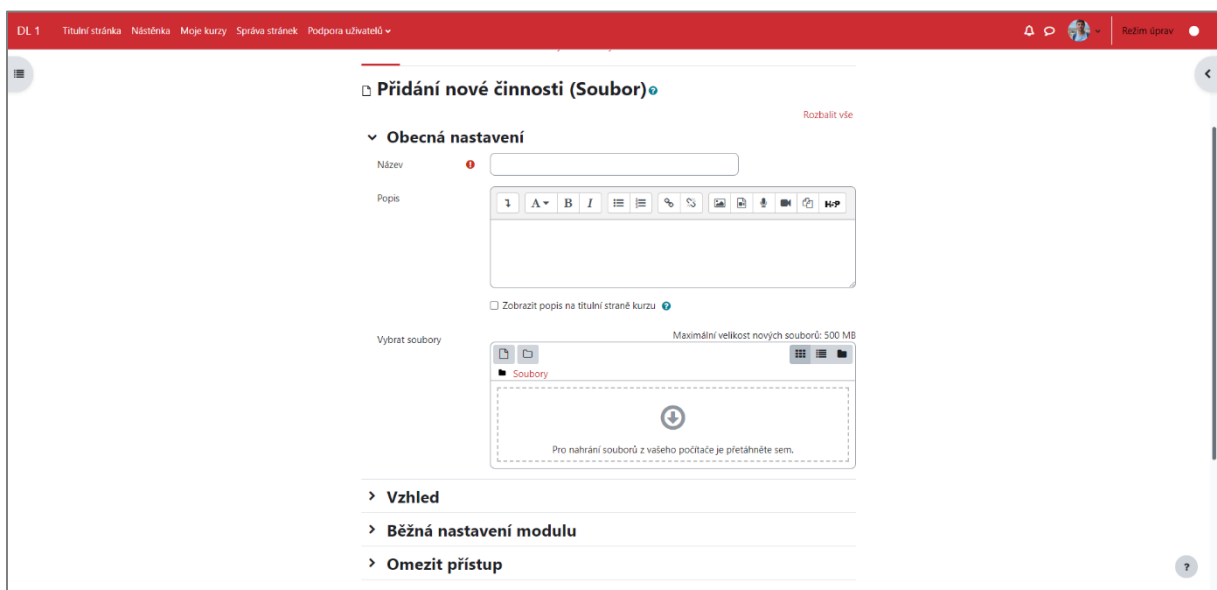 DL 1 Titulní stránka Nástěnka Moje kurzy Správa stránek Podpora uživatelů Režim úprav
Přidání nové činnosti (Soubor)
Rozbalit vše
Obecná nastavení
Název
Popis
A B I H-P
Zobrazit popis na titulní straně kurzu
Vybrat soubory Maximální velikost nových souborů: 500 MB
Soubory
Pro nahrání souborů z vašeho počítače je přetáhněte sem.
Vzhled
Běžná nastavení modulu
Omezit přístup
?